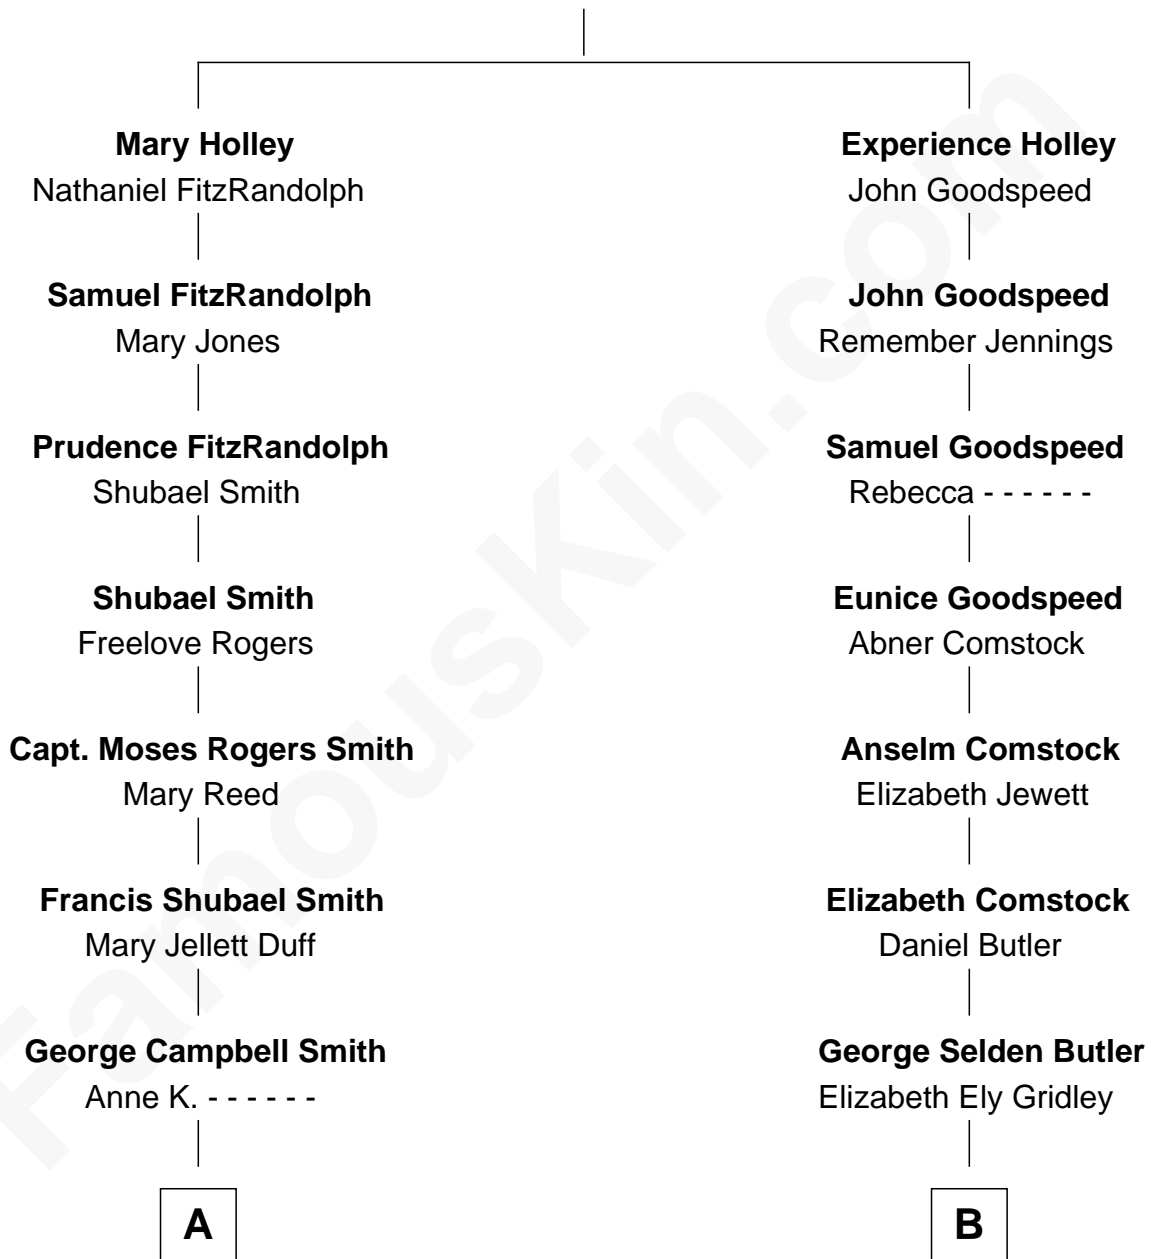 Mary Holley
Nathaniel FitzRandolph
Samuel FitzRandolph
Mary Jones
Prudence FitzRandolph
Shubael Smith
Shubael Smith
Freelove Rogers
Capt. Moses Rogers Smith
Mary Reed
Francis Shubael Smith
Mary Jellett Duff
George Campbell Smith
Anne K. - - - - - -
A
Experience Holley
John Goodspeed
John Goodspeed
Remember Jennings
Samuel Goodspeed
Rebecca - - - - - -
Eunice Goodspeed
Abner Comstock
Anselm Comstock
Elizabeth Jewett
Elizabeth Comstock
Daniel Butler
George Selden Butler
Elizabeth Ely Gridley
B
FamousKin.com